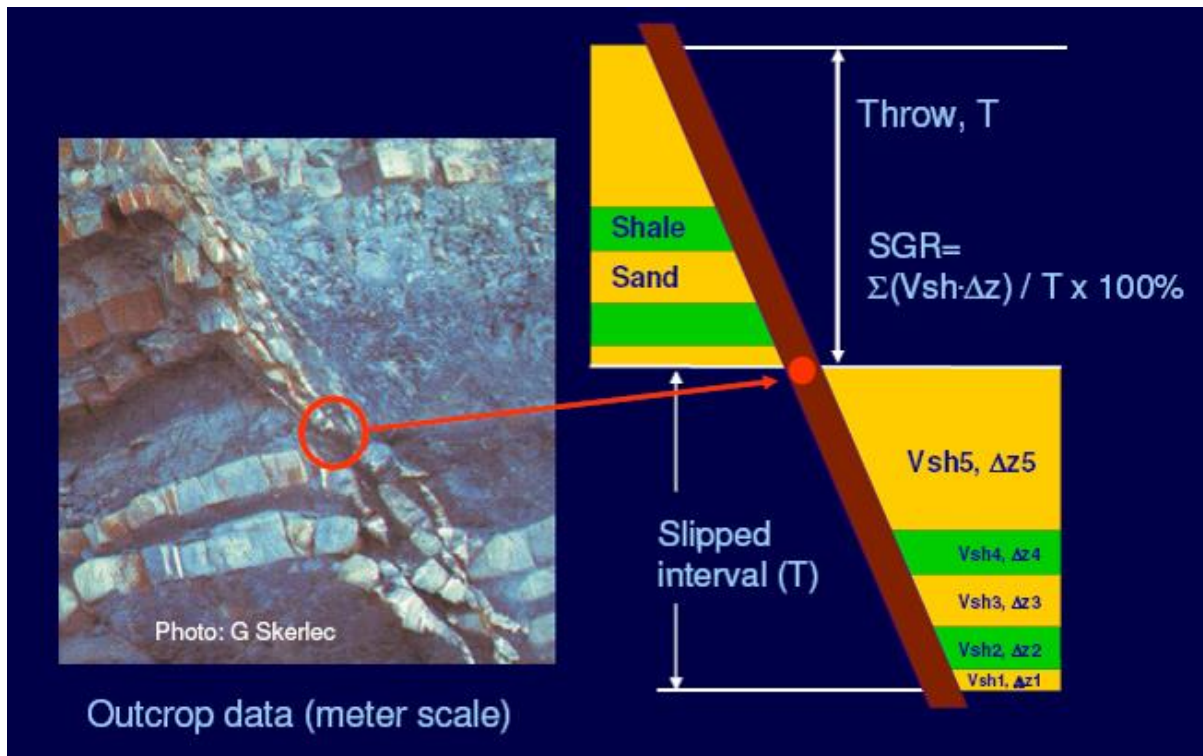 Throw, T
Shale
Sand
SGR=
Σ(Vsh·Δz) / T x 100%
Vsh5, Δz5
Vsh4, Δz4
Vsh3, Δz3
Vsh2, Δz2
Vsh1, Δz1
Slipped
interval (T)
Photo: G Skerlec
Outcrop data (meter scale)